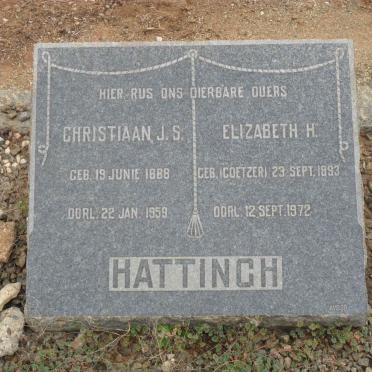 HIER RUS ONS DIERBARE OUERS
CHRISTIAAN J. S.
GEB. 19 JUNIE 1888
OORL. 22 JAN. 1959
ELIZABETH H.
GEB. (COETZER) 23 SEPT. 1893
OORL. 12 SEPT. 1972
HATTINGH